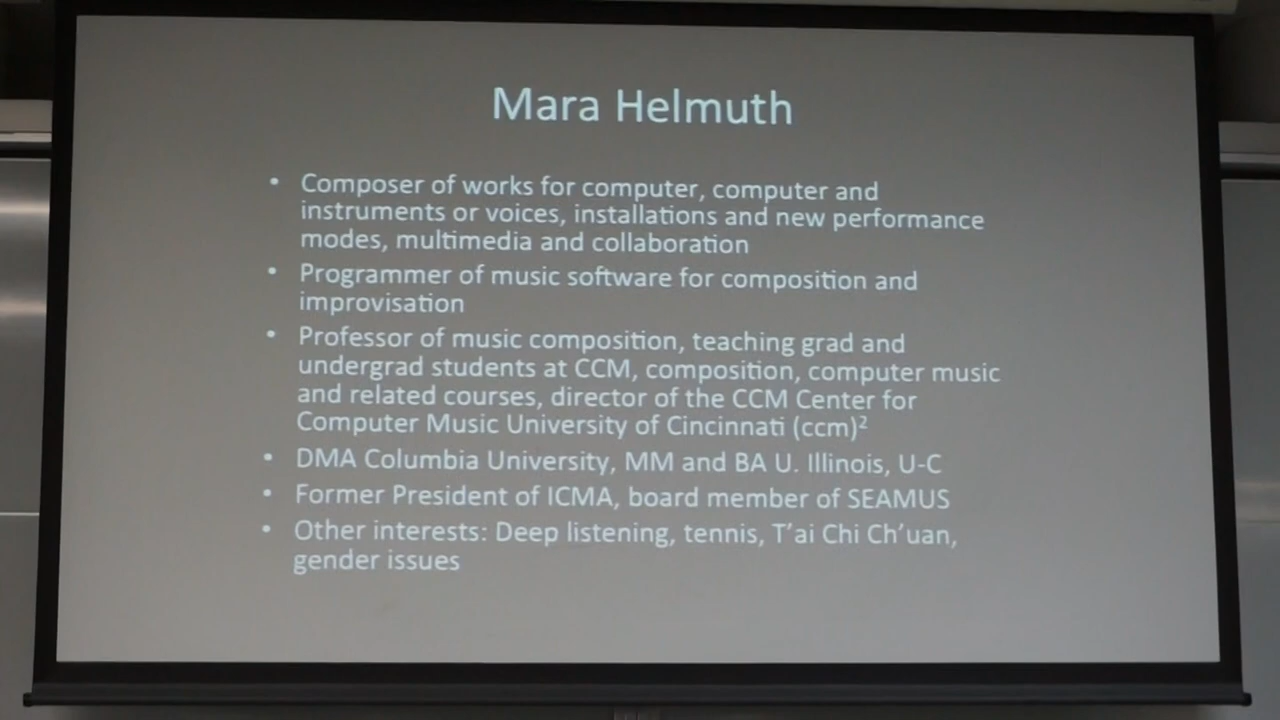 Mara Helmuth
• Composer of works for computer, computer and
instruments or voices, installations and new performance
modes, multimedia and collaboration
• Programmer of music software for composition and
improvisation
• Professor of music composition, teaching grad and
undergrad students at CCM, composition, computer music
and related courses, director of the CCM Center for
Computer Music University of Cincinnati (ccm)²
• DMA Columbia University, MM and BA U. Illinois, U-C
• Former President of ICMA, board member of SEAMUS
• Other interests: Deep listening, tennis, T’ai Chi Ch’uan,
gender issues